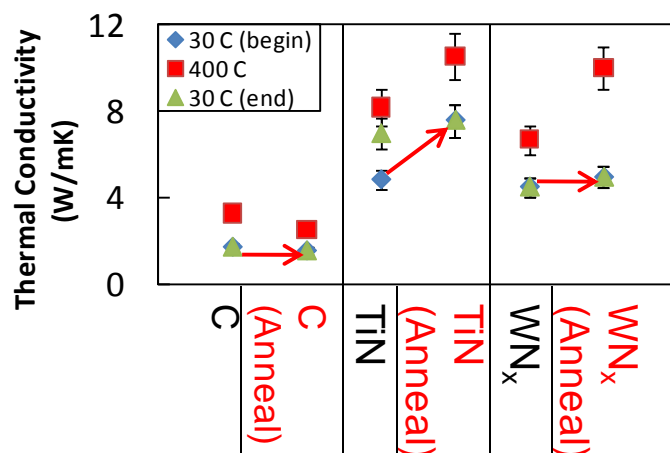 12
8
4
0
Thermal Conductivity
(W/mK)
30 C (begin)
400 C
30 C (end)
C
C
(Anneal)
TiN
TiN
(Anneal)
WNx
WNx
(Anneal)